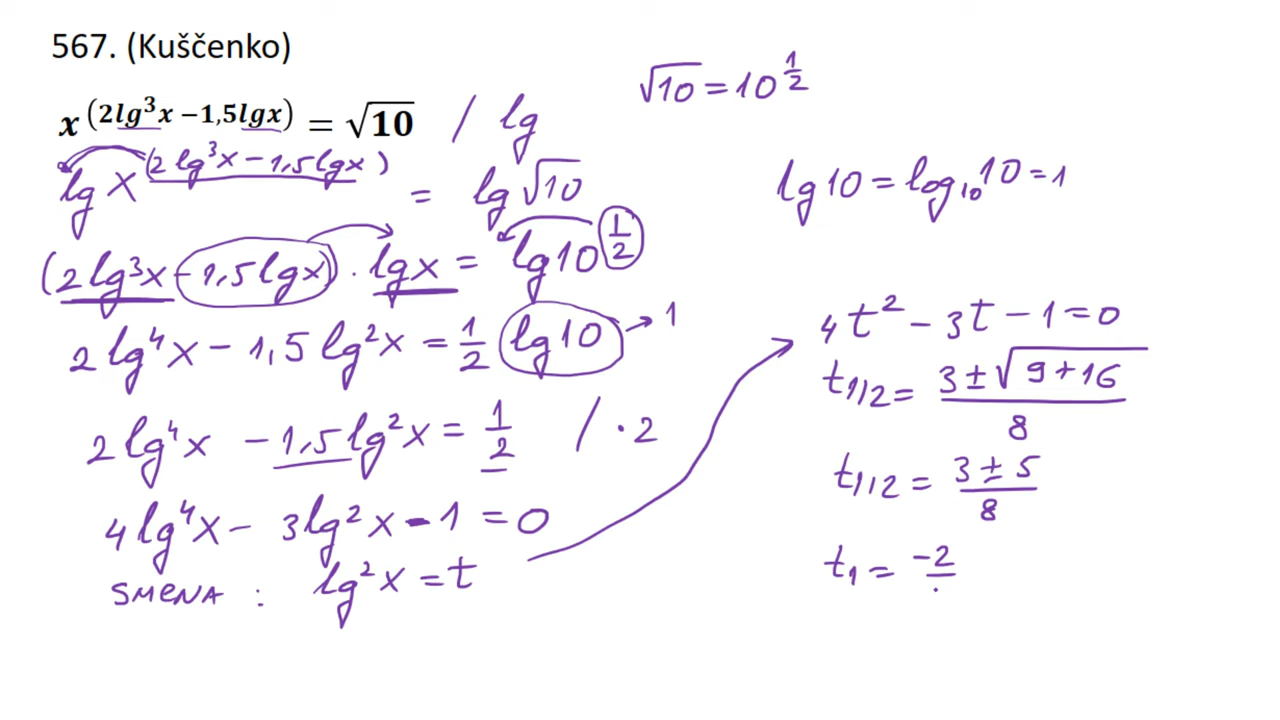 567. (Kuščenko)
x^(2lg³x −1,5lgx) = √10 / lg
lg x^(2lg³x − 1,5lgx) = lg√10
(2lg³x − 1,5lgx) · lgx = lg10^(1/2)
2lg⁴x − 1,5lg²x = 1/2 lg10 → 1
2lg⁴x − 1,5lg²x = 1/2 / · 2
4lg⁴x − 3lg²x − 1 = 0
SMENA : lg²x = t
√10 = 10^(1/2)
lg10 = log₁₀10 = 1
4t² − 3t − 1 = 0
t₁/₂ = (3 ± √9+16)/8
t₁/₂ = (3 ± 5)/8
t₁ = −2/